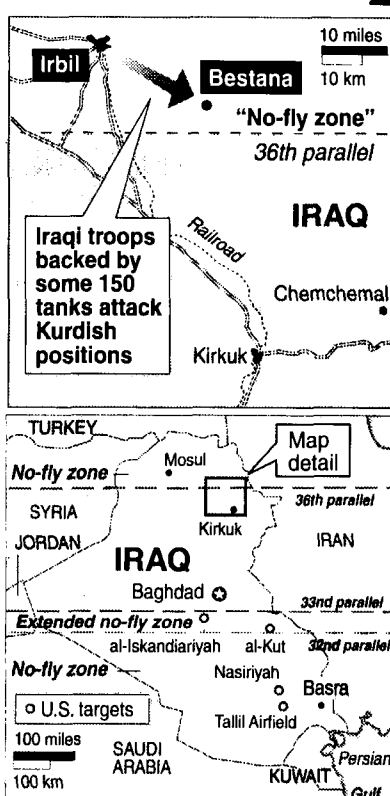 10 miles
10 km
Irbil
Bestana
"No-fly zone"
36th parallel
IRAQ
Iraqi troops
backed by
some 150
tanks attack
Kurdish
positions
Railroad
Chemchemal
Kirkuk
TURKEY
Map
detail
Mosul
No-fly zone
36th parallel
SYRIA
Kirkuk
IRAN
JORDAN
IRAQ
Baghdad
33nd parallel
Extended no-fly zone
al-Iskandiariyah
al-Kut
32nd parallel
No-fly zone
Nasiriyah
Basra
U.S. targets
Tallil Airfield
100 miles
100 km
SAUDI
ARABIA
KUWAIT
Persian
Gulf